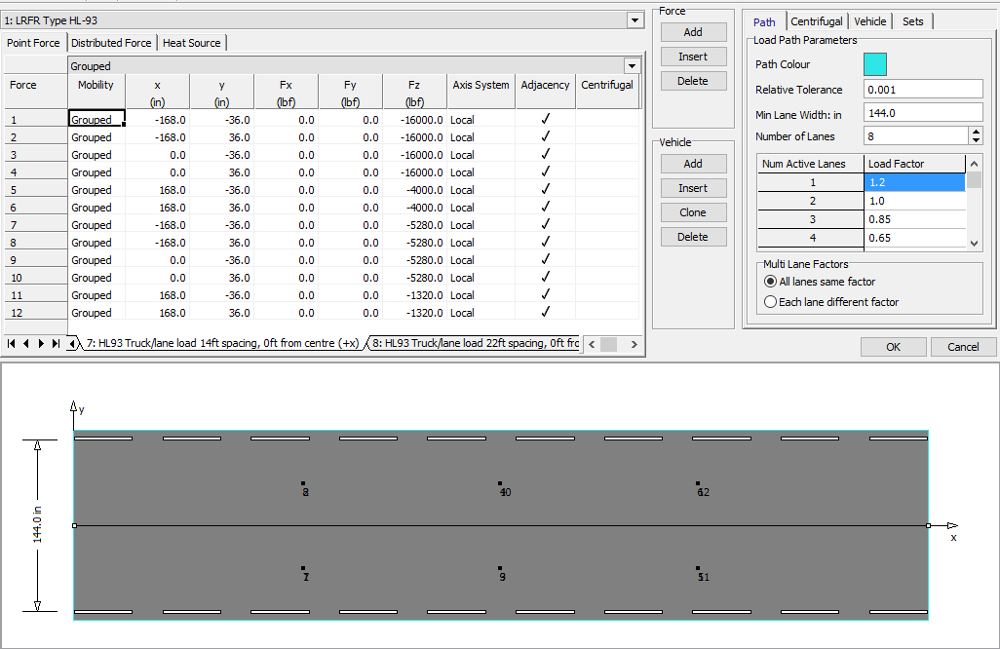 1: LRFR Type HL-93
Point Force Distributed Force Heat Source
Grouped
Force Mobility x y Fx Fy Fz Axis System Adjacency Centrifugal
(in) (in) (lbf) (lbf) (lbf)
1 Grouped -168.0 -36.0 0.0 0.0 -16000.0 Local ✓
2 Grouped -168.0 36.0 0.0 0.0 -16000.0 Local ✓
3 Grouped 0.0 -36.0 0.0 0.0 -16000.0 Local ✓
4 Grouped 0.0 36.0 0.0 0.0 -16000.0 Local ✓
5 Grouped 168.0 -36.0 0.0 0.0 -4000.0 Local ✓
6 Grouped 168.0 36.0 0.0 0.0 -4000.0 Local ✓
7 Grouped -168.0 -36.0 0.0 0.0 -5280.0 Local ✓
8 Grouped -168.0 36.0 0.0 0.0 -5280.0 Local ✓
9 Grouped 0.0 -36.0 0.0 0.0 -5280.0 Local ✓
10 Grouped 0.0 36.0 0.0 0.0 -5280.0 Local ✓
11 Grouped 168.0 -36.0 0.0 0.0 -1320.0 Local ✓
12 Grouped 168.0 36.0 0.0 0.0 -1320.0 Local ✓
7: HL93 Truck/lane load 14ft spacing, 0ft from centre (+x) 8: HL93 Truck/lane load 22ft spacing, 0ft frc
Force
Add
Insert
Delete
Vehicle
Add
Insert
Clone
Delete
Path Centrifugal Vehicle Sets
Load Path Parameters
Path Colour
Relative Tolerance 0.001
Min Lane Width: in 144.0
Number of Lanes 8
Num Active Lanes Load Factor
1 1.2
2 1.0
3 0.85
4 0.65
Multi Lane Factors
All lanes same factor
Each lane different factor
OK Cancel
y
144.0 in
x